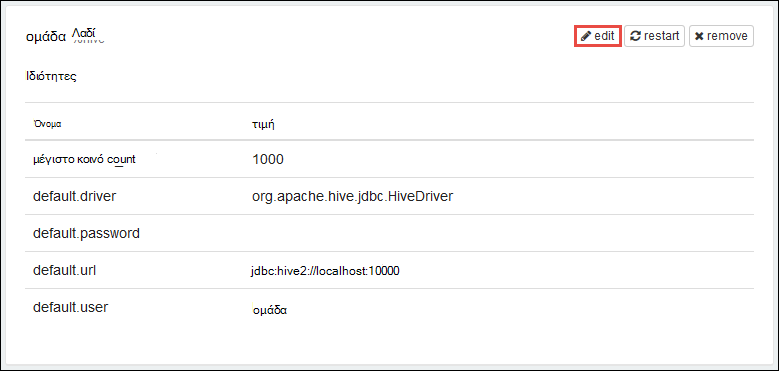 ομάδα Λαδί edit restart remove
Ιδιότητες
Όνομα τιμή
μέγιστο κοινό count 1000
default.driver org.apache.hive.jdbc.HiveDriver
default.password
default.url jdbc:hive2://localhost:10000
default.user ομάδα